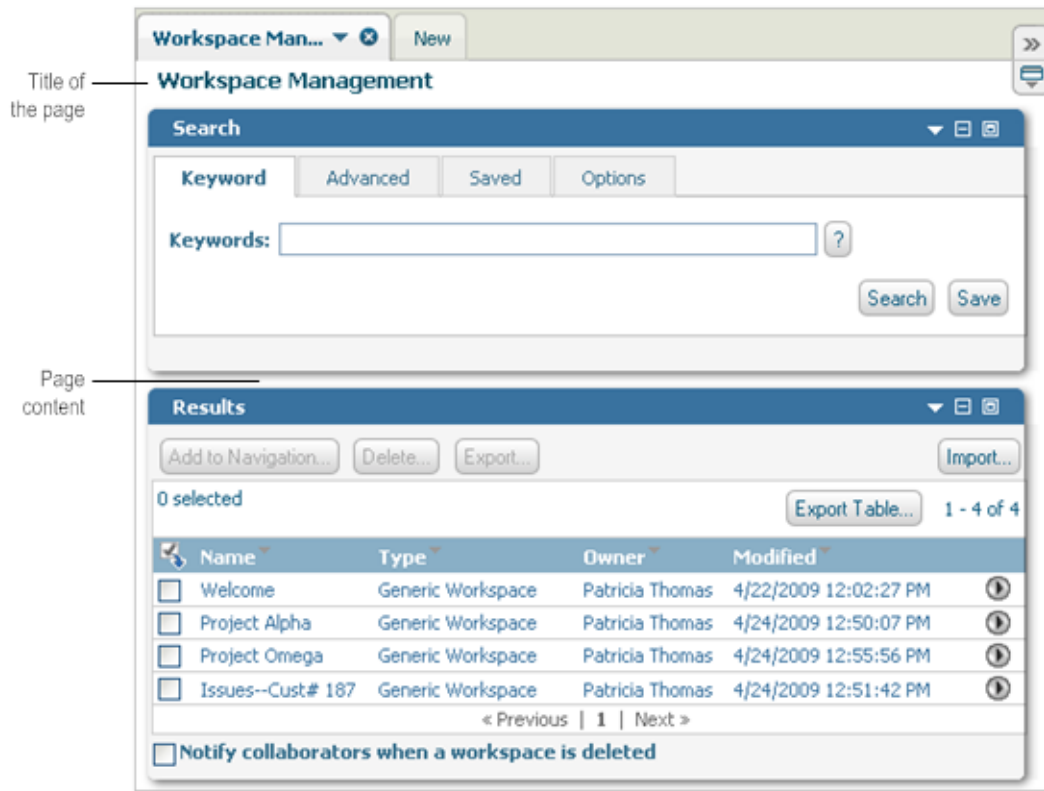 Workspace Man... New
Title of
the page
Workspace Management
Search
Keyword Advanced Saved Options
Keywords: ?
Search Save
Page
content
Results
Add to Navigation... Delete... Export... Import...
0 selected Export Table... 1 - 4 of 4
Name Type Owner Modified
Welcome Generic Workspace Patricia Thomas 4/22/2009 12:02:27 PM
Project Alpha Generic Workspace Patricia Thomas 4/24/2009 12:50:07 PM
Project Omega Generic Workspace Patricia Thomas 4/24/2009 12:55:56 PM
Issues--Cust# 187 Generic Workspace Patricia Thomas 4/24/2009 12:51:42 PM
« Previous | 1 | Next »
Notify collaborators when a workspace is deleted